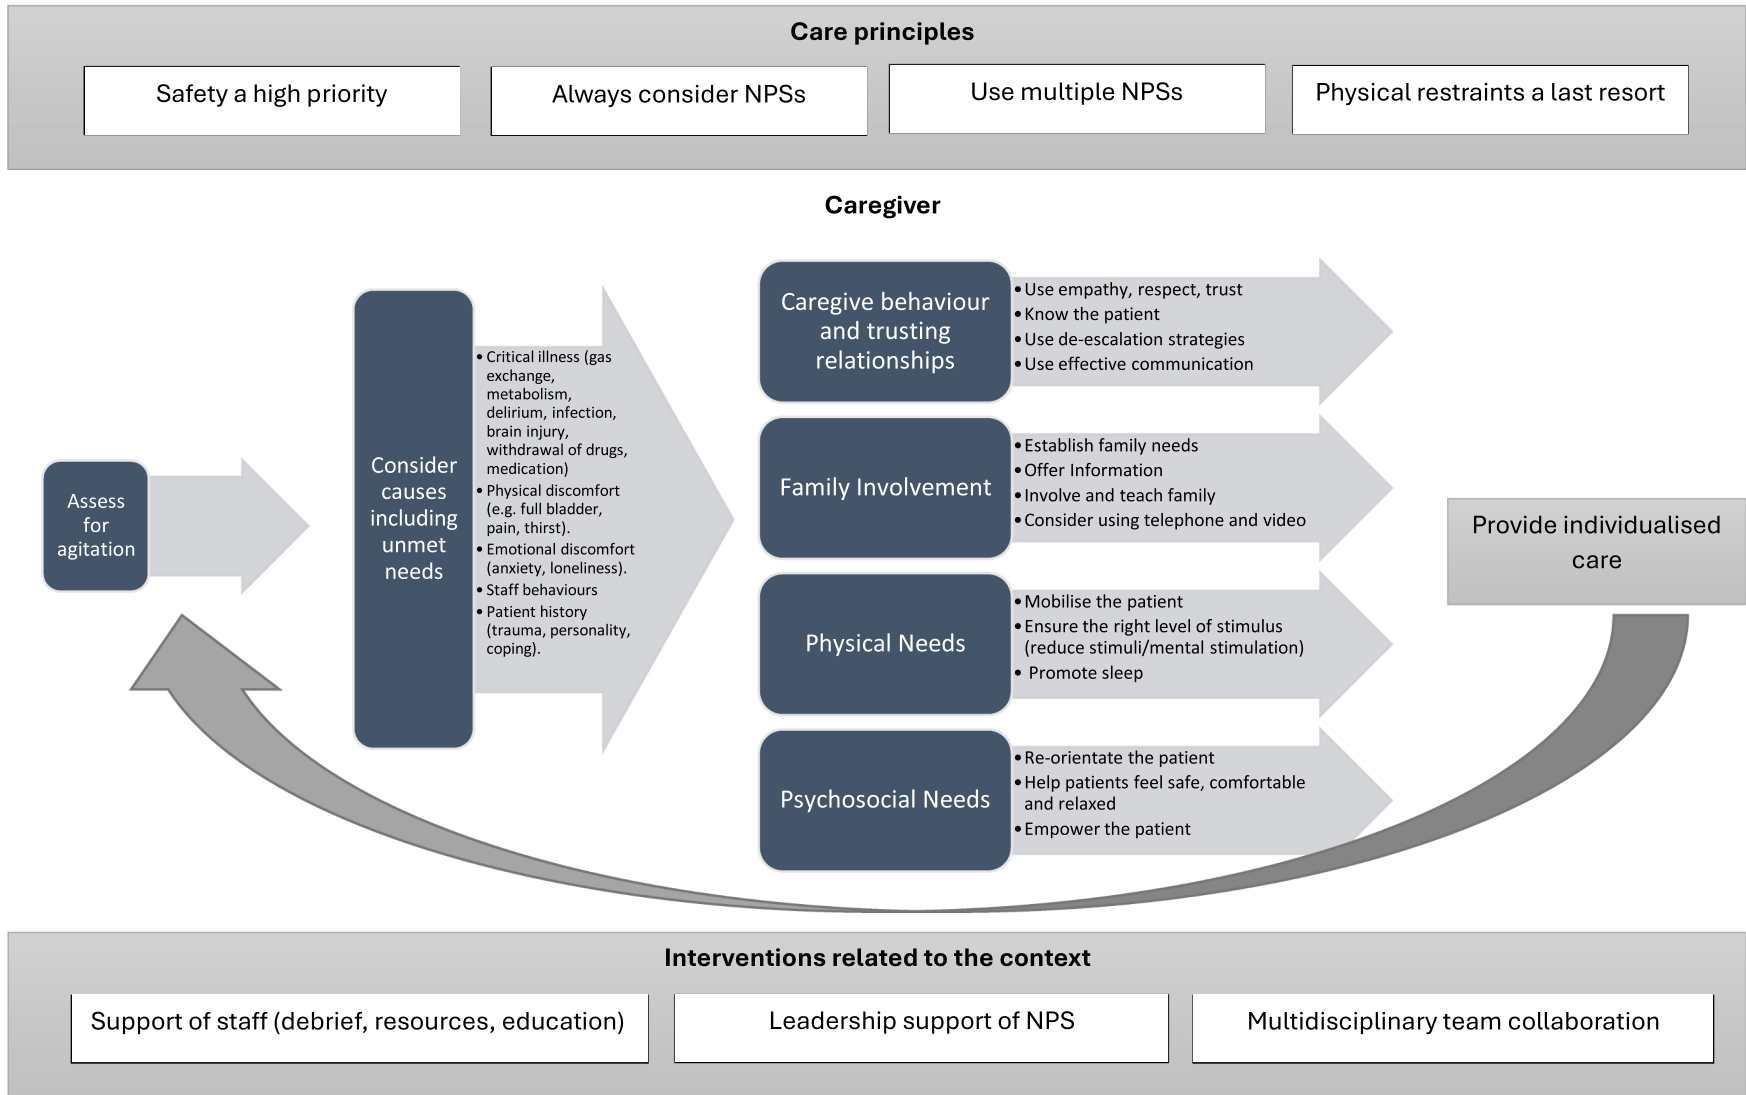 Care principles
Safety a high priority
Always consider NPSs
Use multiple NPSs
Physical restraints a last resort
Caregiver
Assess
for
agitation
Consider
causes
including
unmet
needs
• Critical illness (gas
exchange,
metabolism,
delirium, infection,
brain injury,
withdrawal of drugs,
medication)
• Physical discomfort
(e.g. full bladder,
pain, thirst).
• Emotional discomfort
(anxiety, loneliness).
• Staff behaviours
• Patient history
(trauma, personality,
coping).
Caregive behaviour
and trusting
relationships
• Use empathy, respect, trust
• Know the patient
• Use de-escalation strategies
• Use effective communication
Family Involvement
• Establish family needs
• Offer Information
• Involve and teach family
• Consider using telephone and video
Physical Needs
• Mobilise the patient
• Ensure the right level of stimulus
(reduce stimuli/mental stimulation)
• Promote sleep
Psychosocial Needs
• Re-orientate the patient
• Help patients feel safe, comfortable
and relaxed
• Empower the patient
Provide individualised
care
Interventions related to the context
Support of staff (debrief, resources, education)
Leadership support of NPS
Multidisciplinary team collaboration